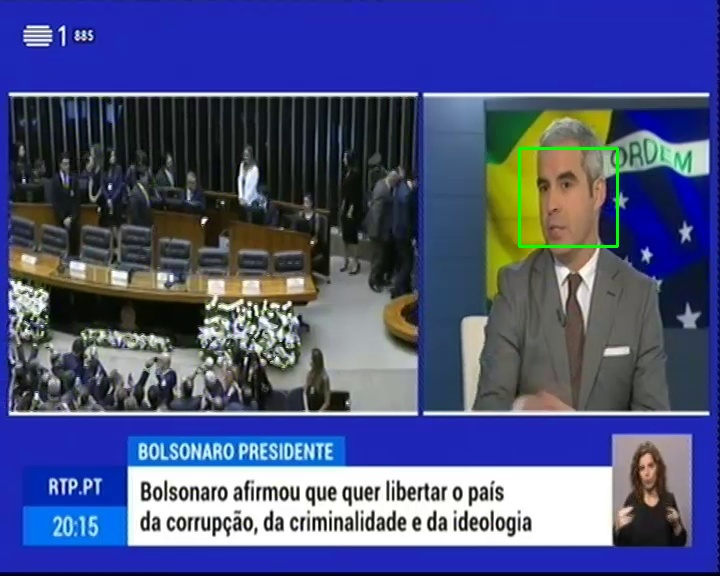 1 885
ORDEM
BOLSONARO PRESIDENTE
RTP.PT
Bolsonaro afirmou que quer libertar o país
20:15
da corrupção, da criminalidade e da ideologia